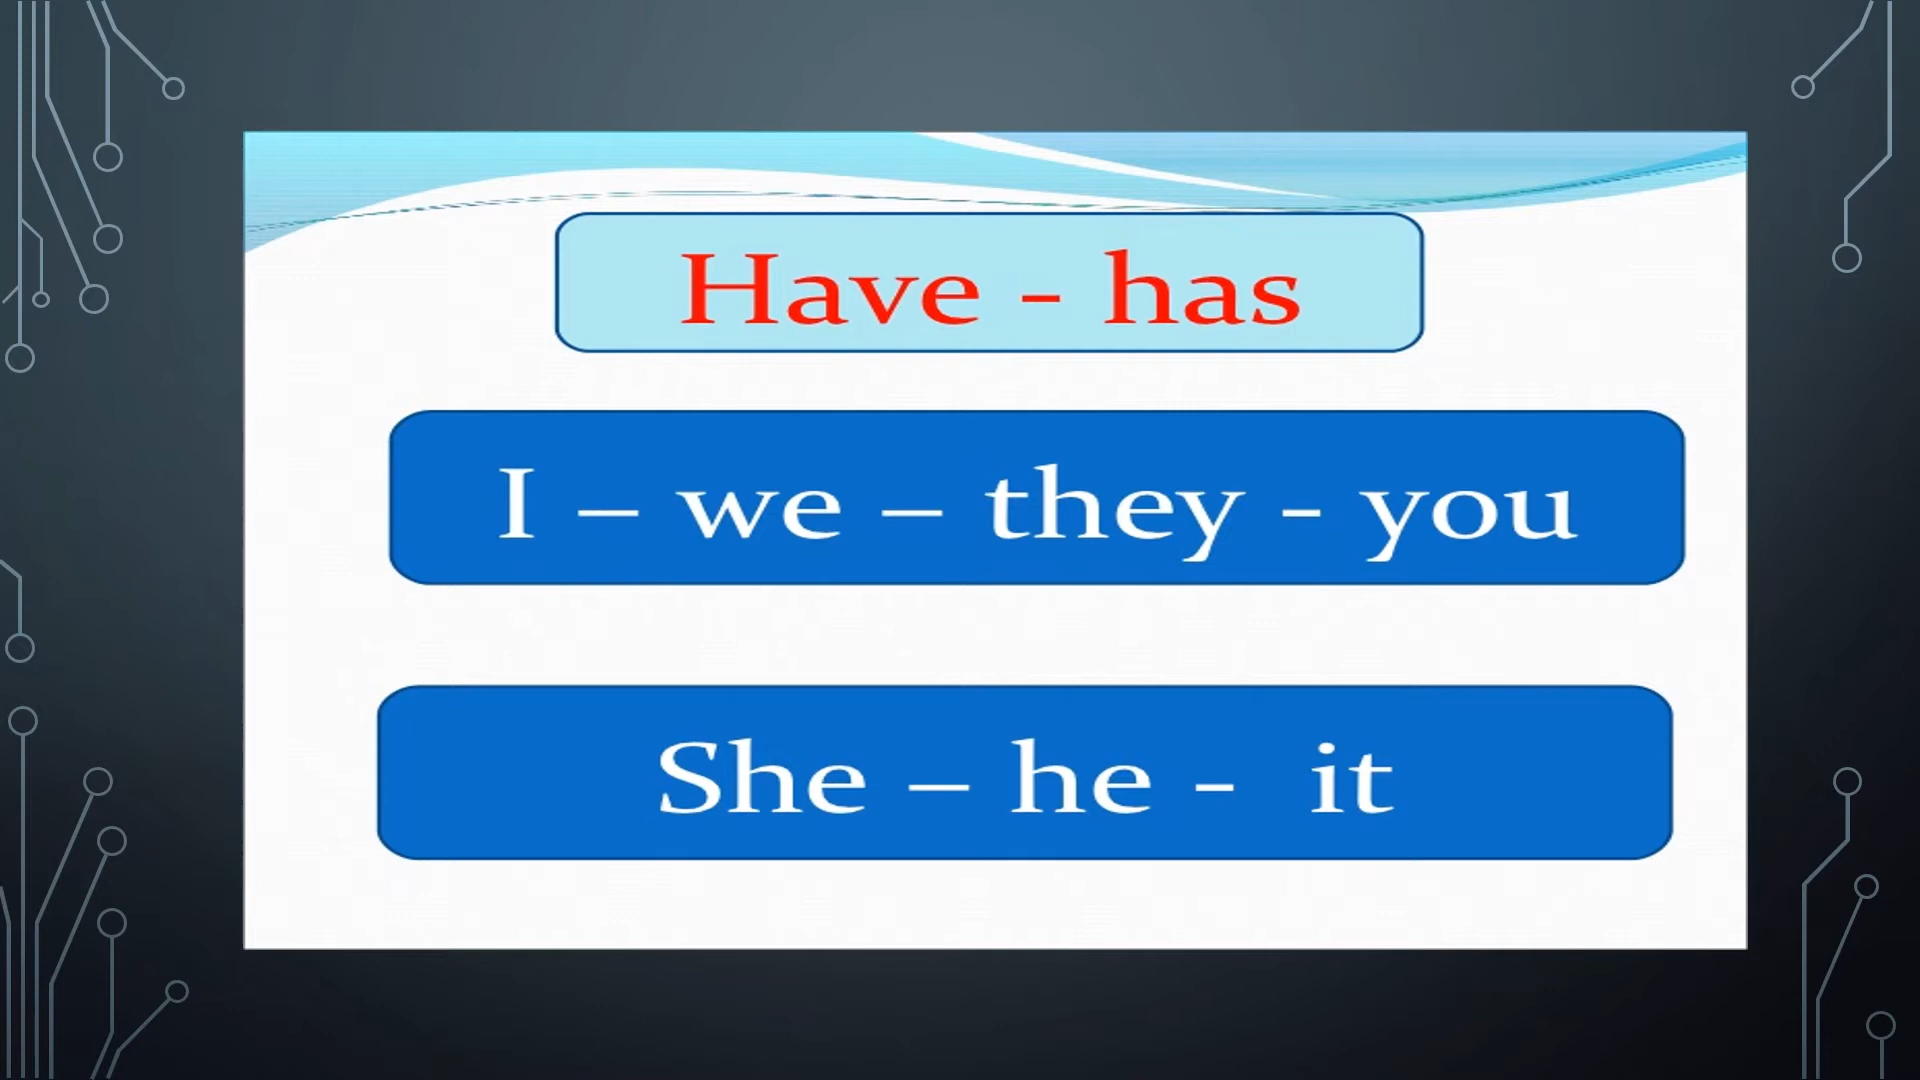 Have - has
I – we – they - you
She – he - it